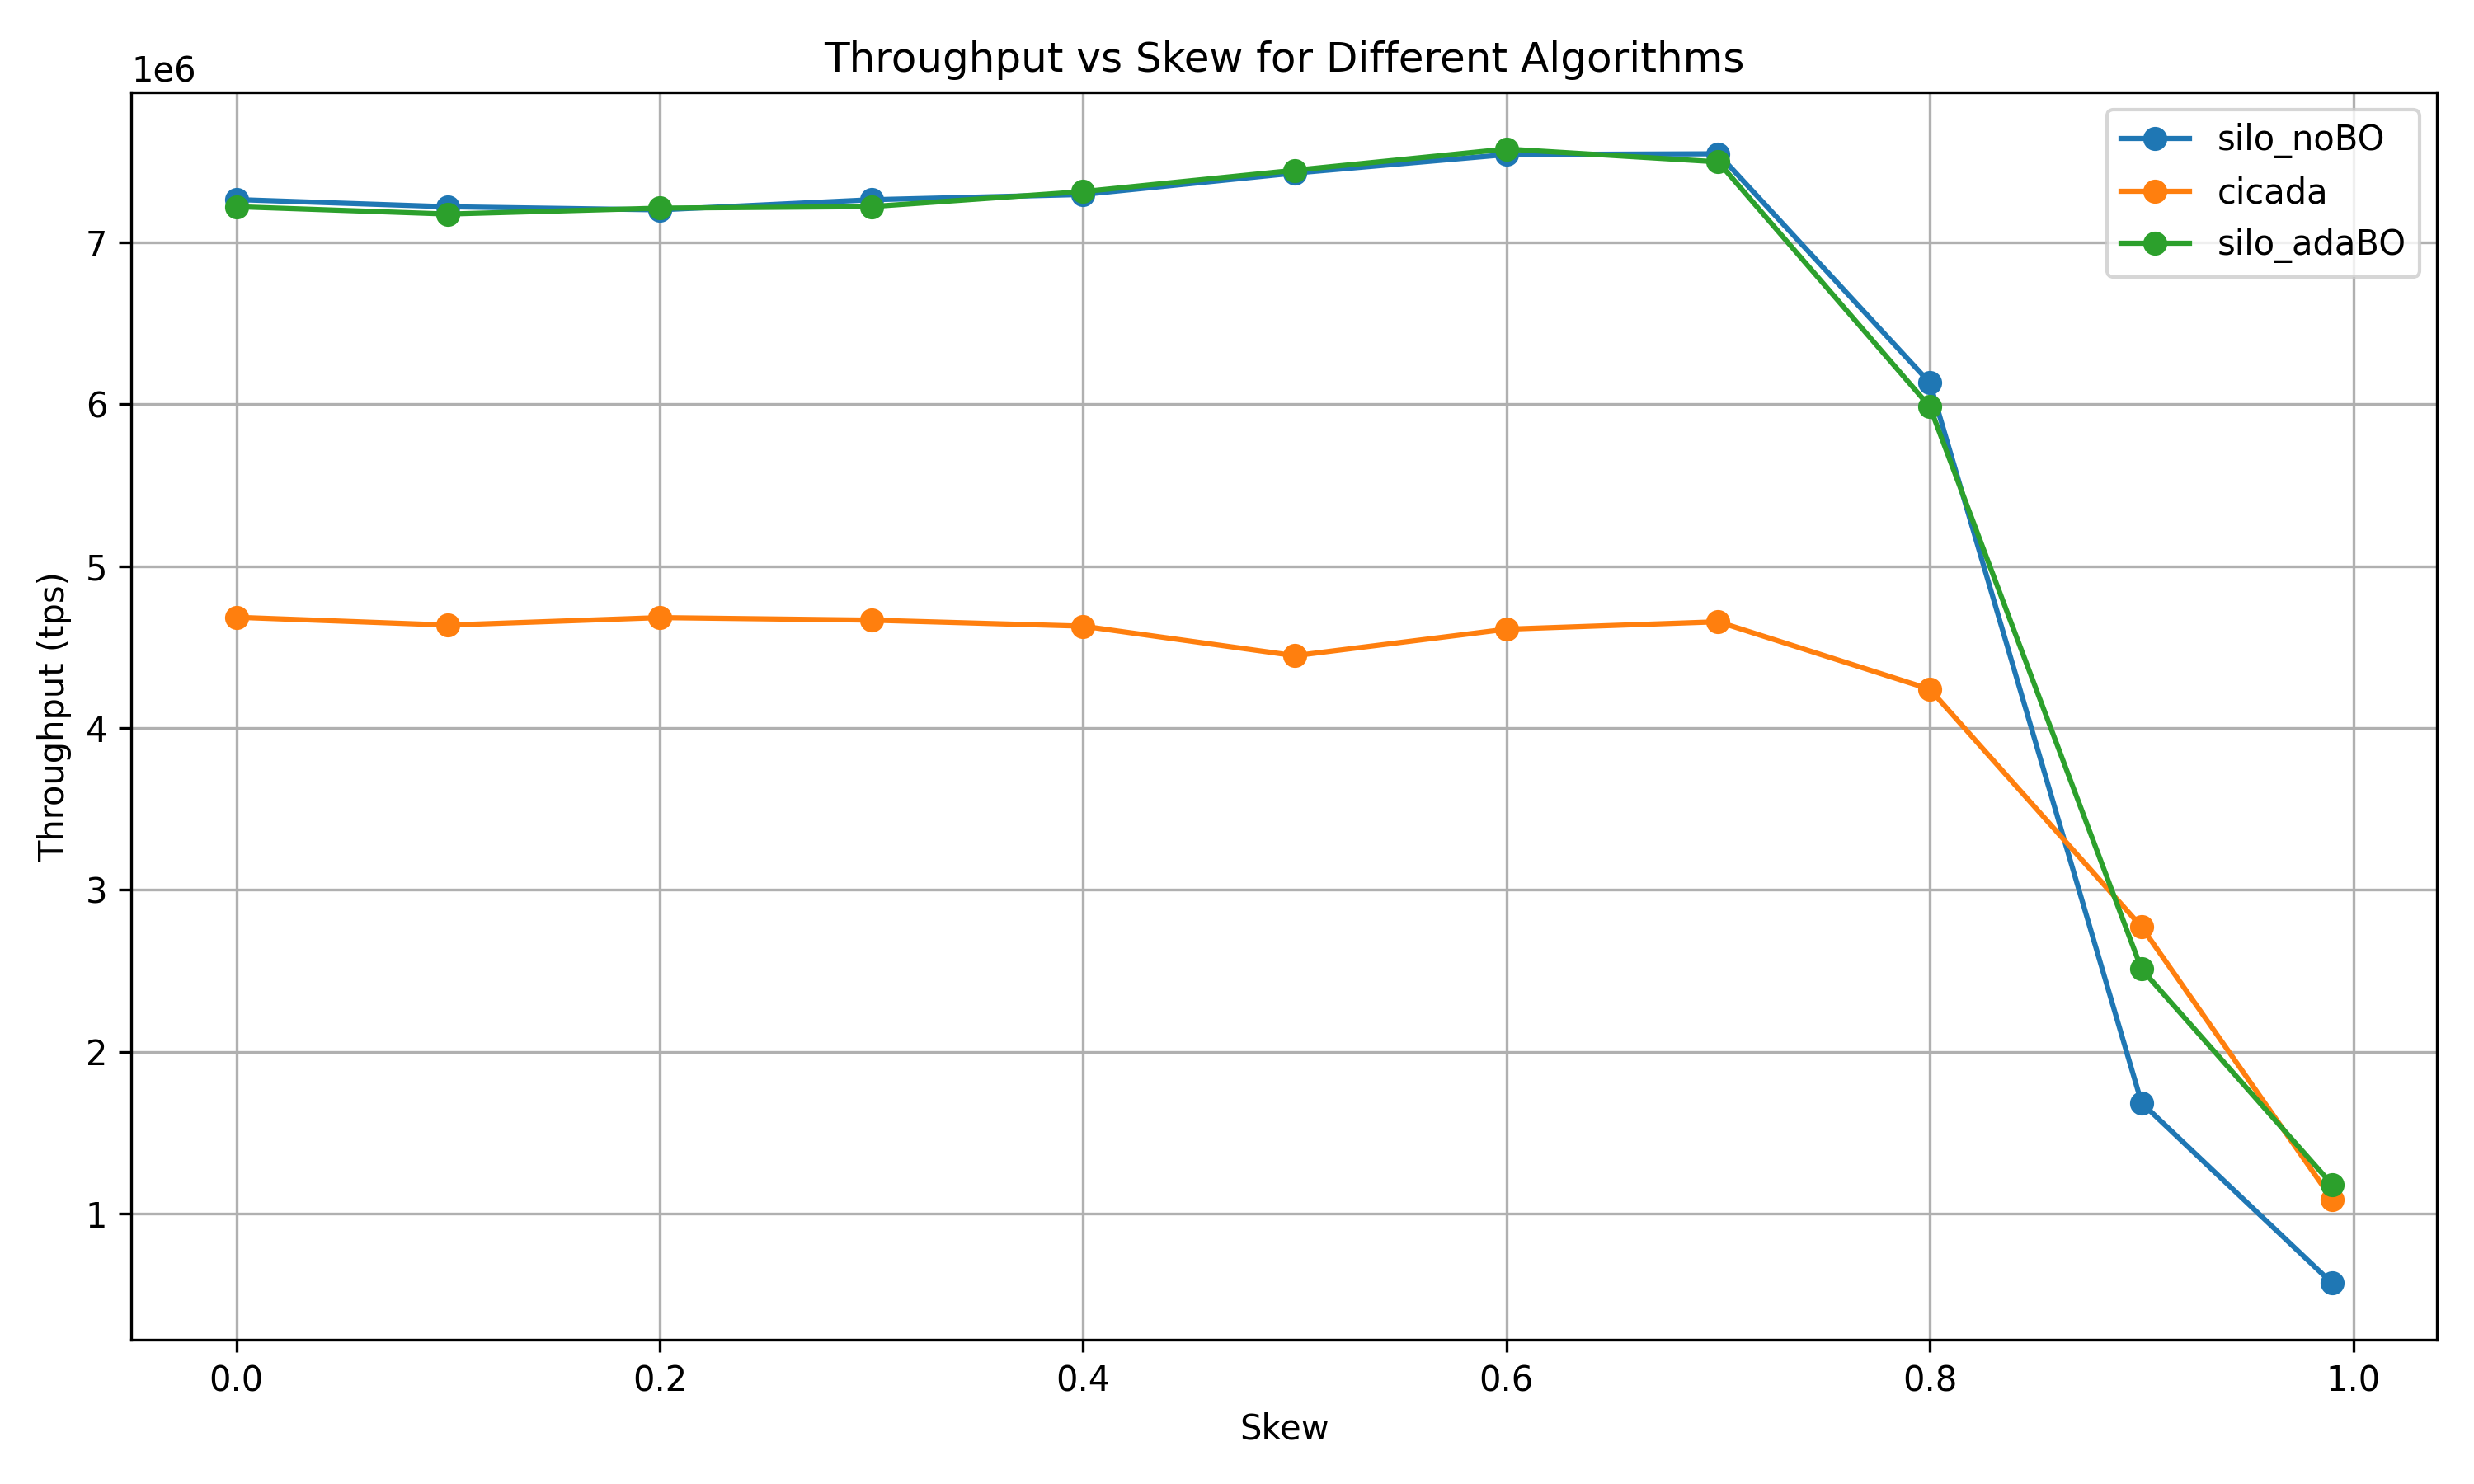 Throughput vs Skew for Different Algorithms
1e6
silo_noBO
cicada
silo_adaBO
Throughput (tps)
7
6
5
4
3
2
1
0.0 0.2 0.4 0.6 0.8 1.0
Skew